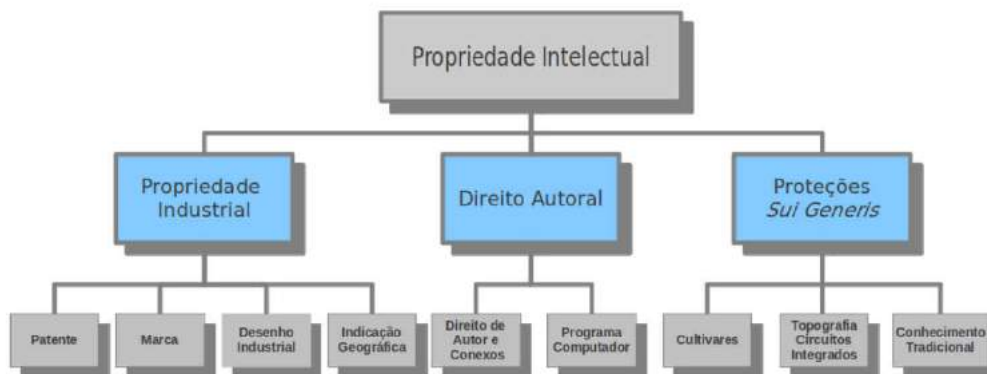 Propriedade Intelectual
Propriedade
Industrial
Direito Autoral
Proteções
Sui Generis
Patente
Marca
Desenho
Industrial
Indicação
Geográfica
Direito de
Autor e
Conexos
Programa
Computador
Cultivares
Topografia
Circuitos
Integrados
Conhecimento
Tradicional